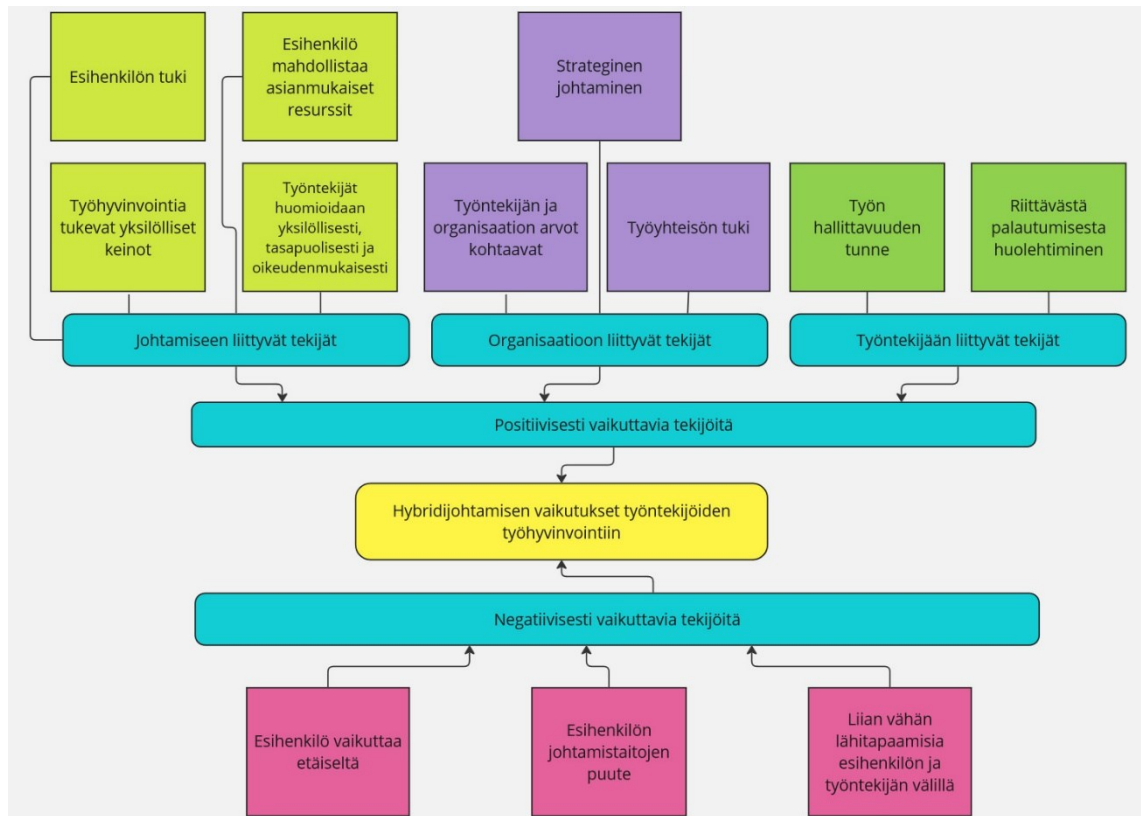 Esihenkilön tuki
Esihenkilö
mahdollistaa
asianmukaiset
resurssit
Strateginen
johtaminen
Työhyvinvointia
tukevat yksilölliset
keinot
Työntekijät
huomioidaan
yksilöllisesti,
tasapuolisesti ja
oikeudenmukaisesti
Työntekijän ja
organisaation arvot
kohtaavat
Työyhteisön tuki
Työn
hallittavuuden
tunne
Riittävästä
palautumisesta
huolehtiminen
Johtamiseen liittyvät tekijät
Organisaatioon liittyvät tekijät
Työntekijään liittyvät tekijät
Positiivisesti vaikuttavia tekijöitä
Hybridijohtamisen vaikutukset työntekijöiden
työhyvinvointiin
Negatiivisesti vaikuttavia tekijöitä
Esihenkilö vaikuttaa
etäiseltä
Esihenkilön
johtamistaitojen
puute
Liian vähän
lähitapaamisia
esihenkilön ja
työntekijän välillä